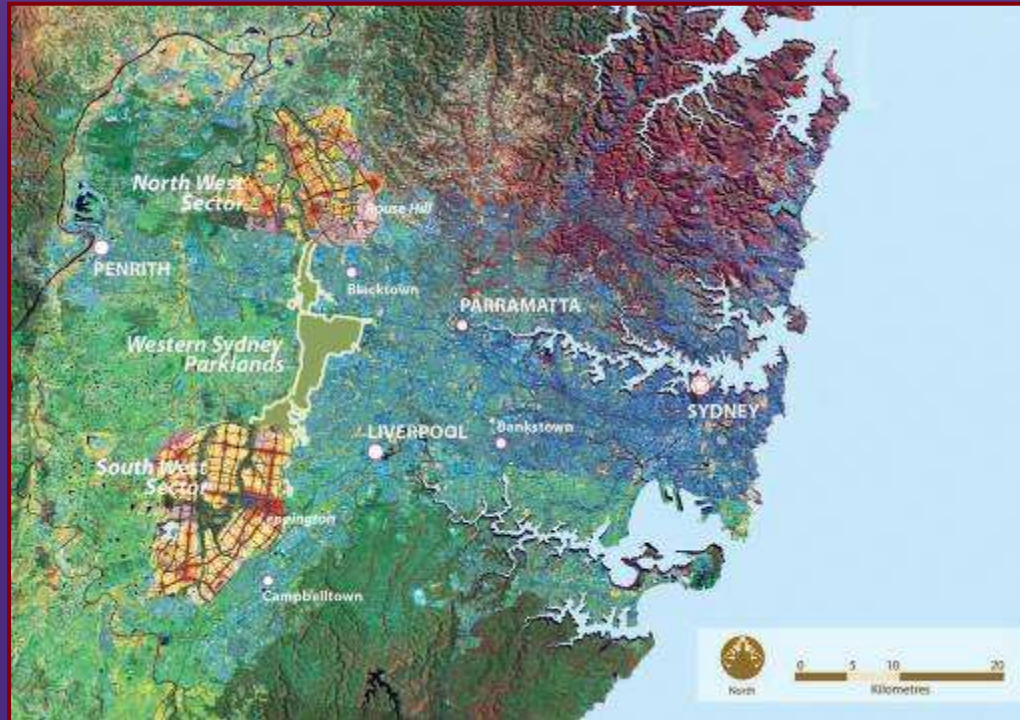 North West
Sector
Rouse Hill
PENRITH
Blacktown
PARRAMATTA
Western Sydney
Parklands
SYDNEY
LIVERPOOL
Bankstown
South West
Sector
Leppington
Campbelltown
0 5 10 20
North
Kilometres